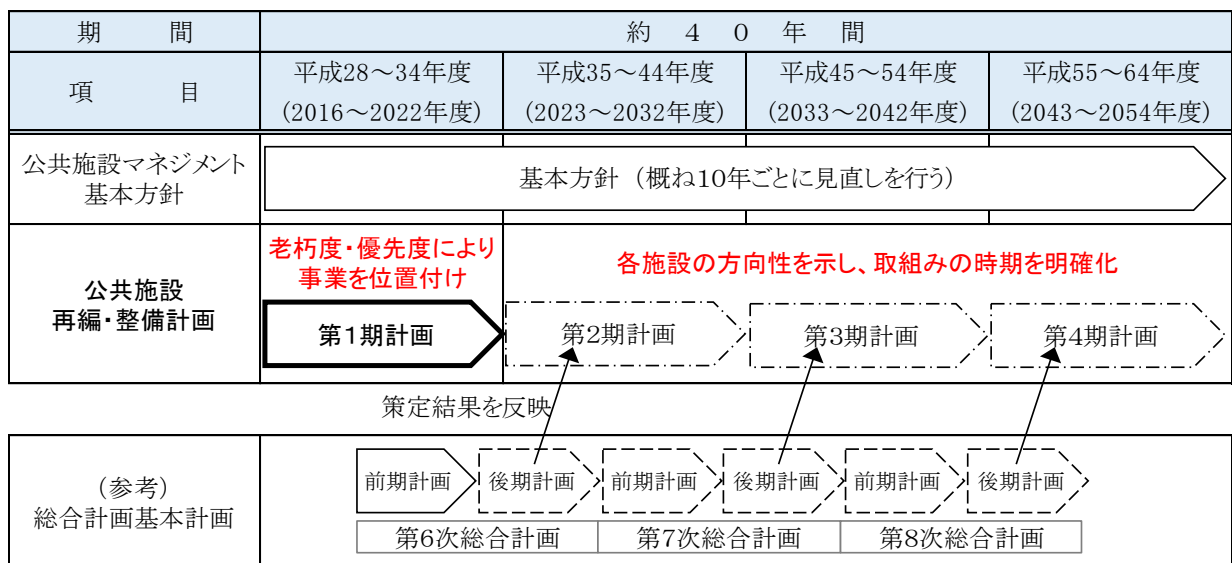 期　　間
約　４　０　年　間
項　　目
平成28～34年度
(2016～2022年度)
平成35～44年度
(2023～2032年度)
平成45～54年度
(2033～2042年度)
平成55～64年度
(2043～2054年度)
公共施設マネジメント
基本方針
基本方針 (概ね10年ごとに見直しを行う)
公共施設
再編・整備計画
老朽度・優先度により
事業を位置付け
各施設の方向性を示し、取組みの時期を明確化
第1期計画
第2期計画
第3期計画
第4期計画
策定結果を反映
(参考)
総合計画基本計画
前期計画
後期計画
前期計画
後期計画
前期計画
後期計画
第6次総合計画
第7次総合計画
第8次総合計画